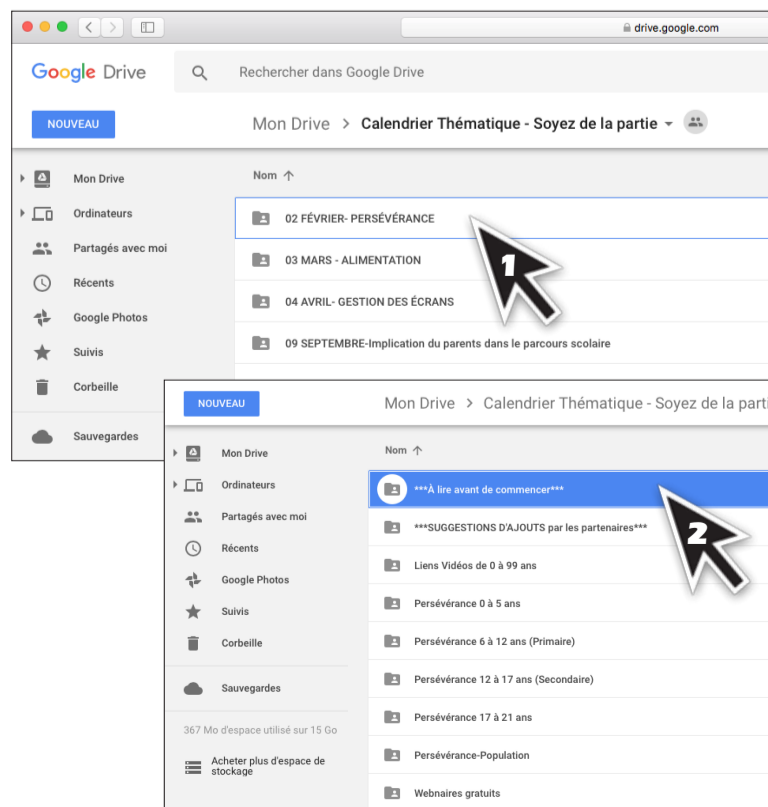 drive.google.com
Google Drive
Rechercher dans Google Drive
NOUVEAU
Mon Drive > Calendrier Thématique - Soyez de la partie
Nom
Mon Drive
Ordinateurs
Partagés avec moi
Récents
Google Photos
Suivis
Corbeille
Sauvegardes
02 FÉVRIER- PERSÉVÉRANCE
03 MARS - ALIMENTATION
04 AVRIL- GESTION DES ÉCRANS
09 SEPTEMBRE-Implication du parents dans le parcours scolaire
1
NOUVEAU
Mon Drive > Calendrier Thématique - Soyez de la parti
Nom
Mon Drive
Ordinateurs
Partagés avec moi
Récents
Google Photos
Suivis
Corbeille
Sauvegardes
367 Mo d'espace utilisé sur 15 Go
Acheter plus d'espace de
stockage
***À lire avant de commencer***
***SUGGESTIONS D'AJOUTS par les partenaires***
Liens Vidéos de 0 à 99 ans
Persévérance 0 à 5 ans
Persévérance 6 à 12 ans (Primaire)
Persévérance 12 à 17 ans (Secondaire)
Persévérance 17 à 21 ans
Persévérance-Population
Webnaires gratuits
2